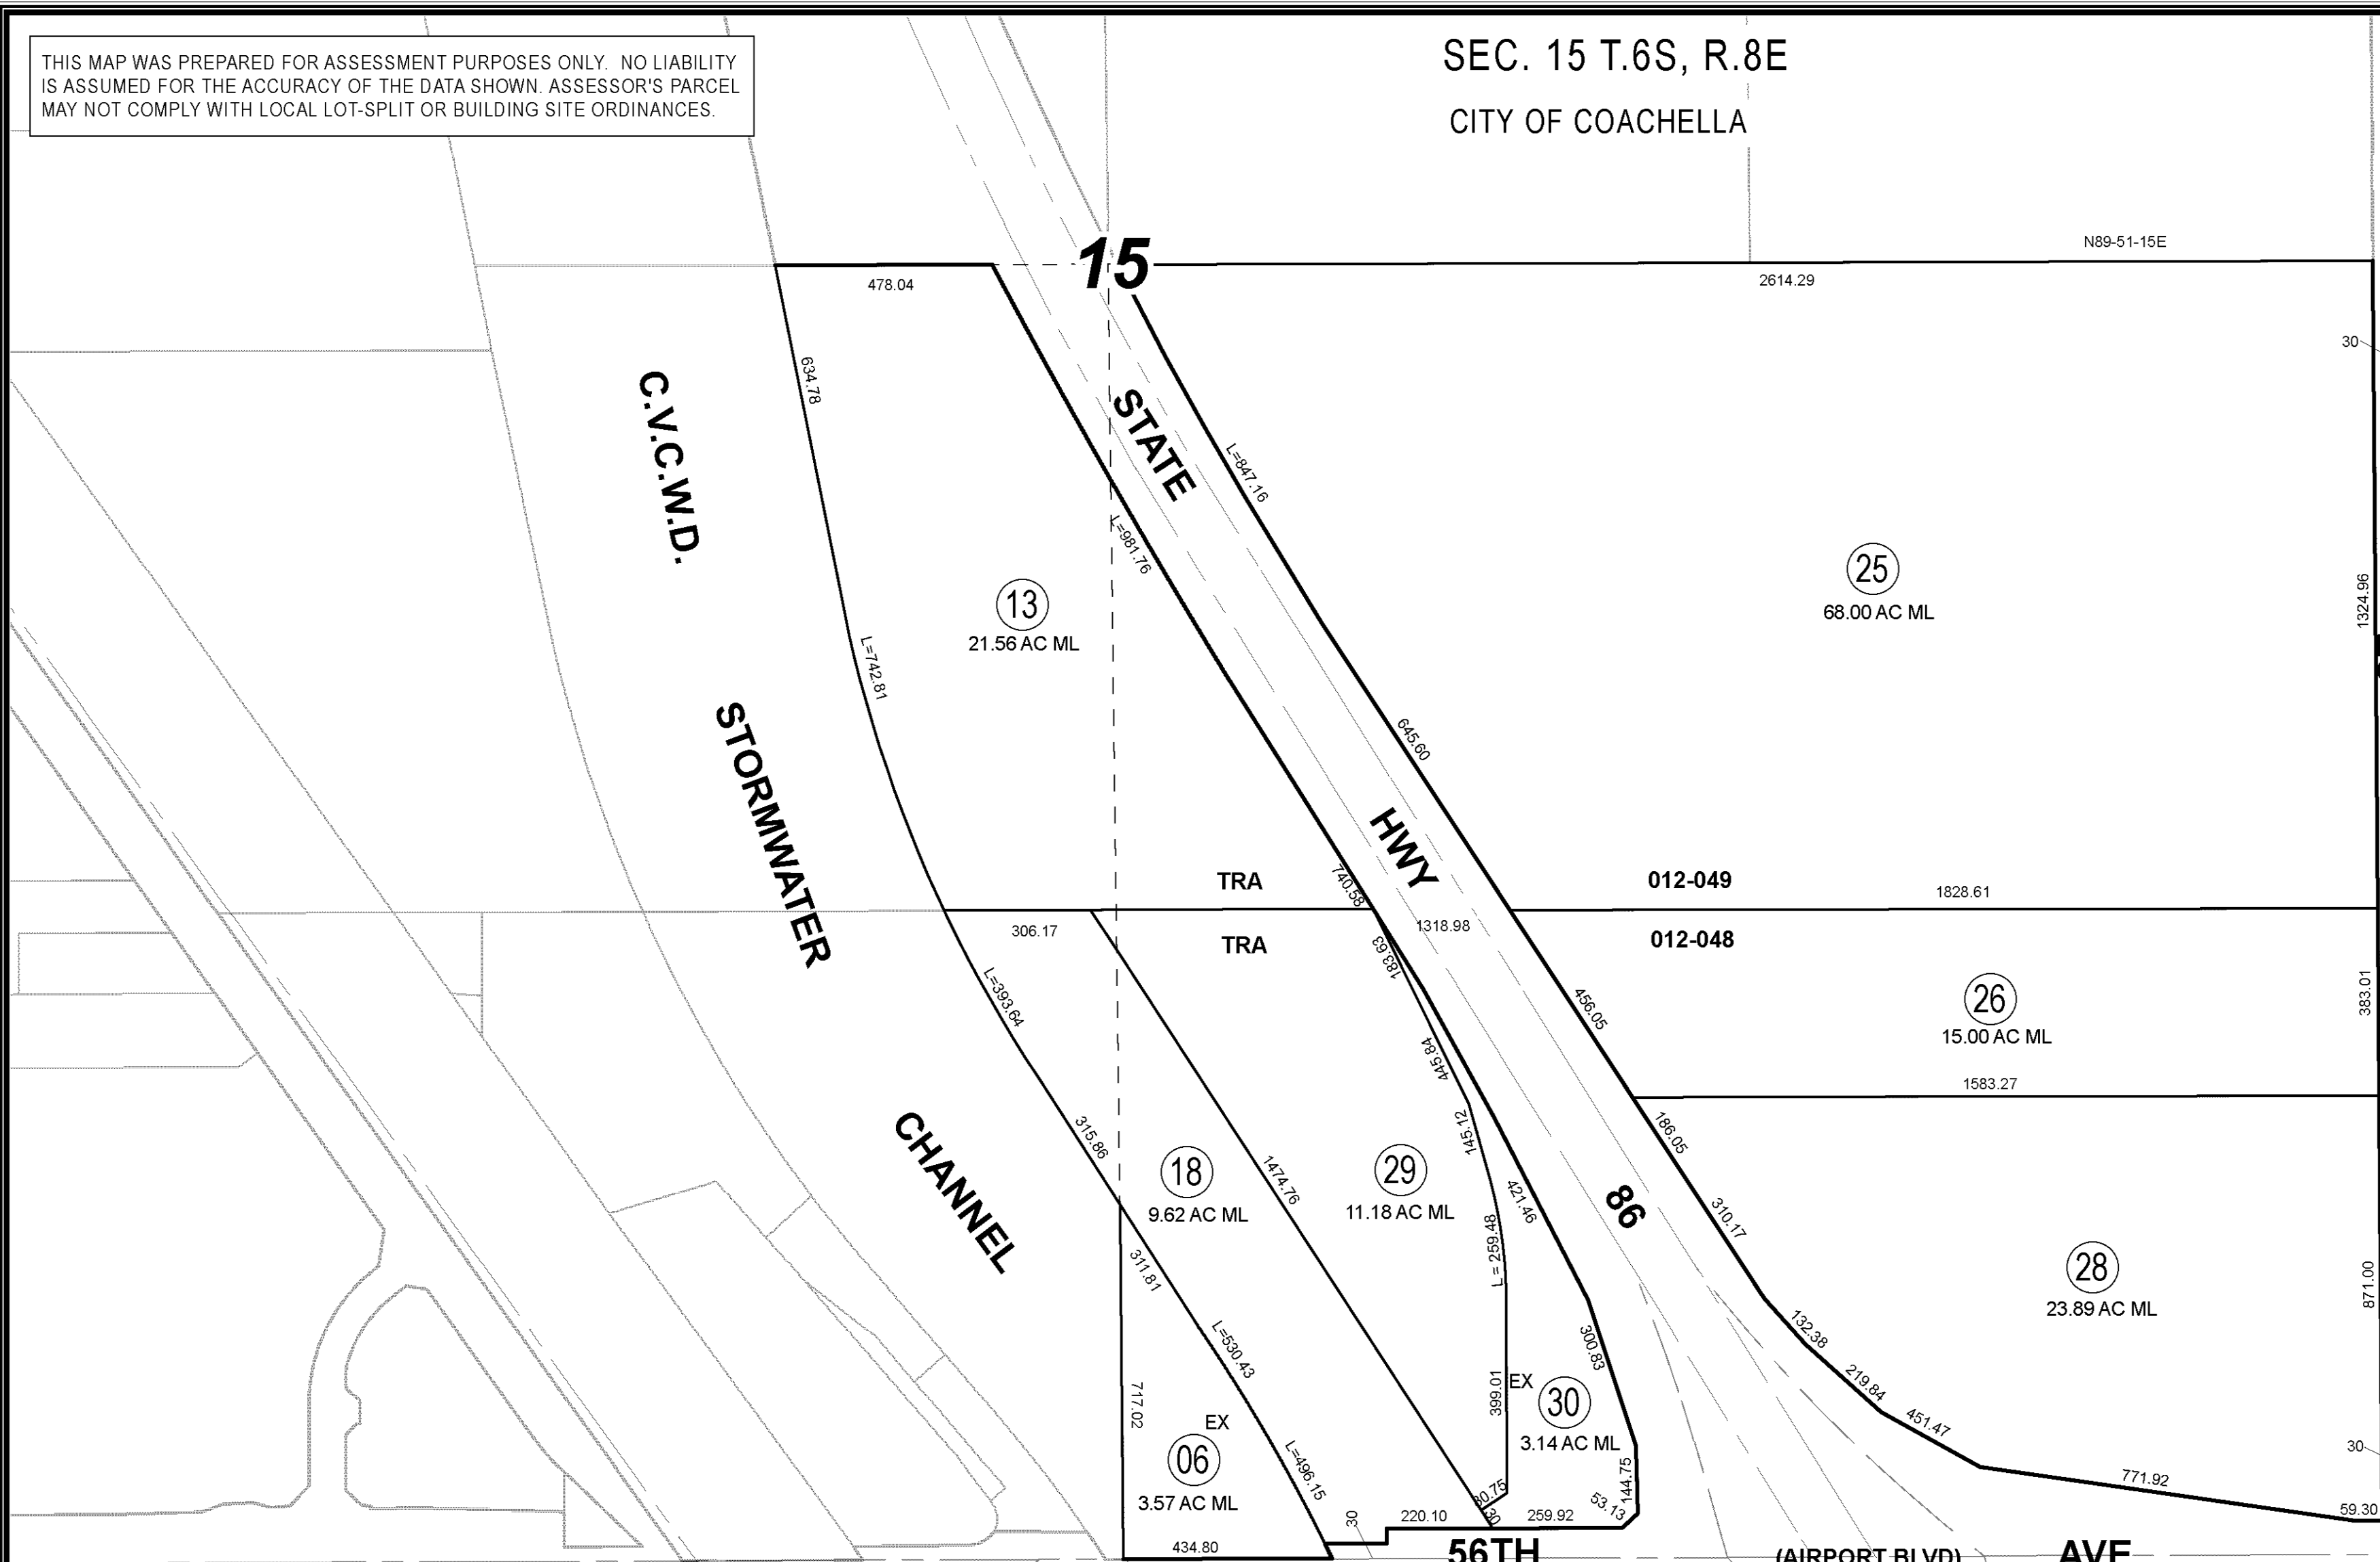 THIS MAP WAS PREPARED FOR ASSESSMENT PURPOSES ONLY. NO LIABILITY
IS ASSUMED FOR THE ACCURACY OF THE DATA SHOWN. ASSESSOR'S PARCEL
MAY NOT COMPLY WITH LOCAL LOT-SPLIT OR BUILDING SITE ORDINANCES.
SEC. 15 T.6S, R.8E
CITY OF COACHELLA
N89-51-15E
15
478.04
2614.29
30
634.78
C.V.C.W.D.
STATE
L=847.16
L=981.76
25
68.00 AC ML
1324.96
13
21.56 AC ML
L=742.81
645.60
STORMWATER
HWY
TRA
740.58
012-049
1828.61
306.17
TRA
1318.98
012-048
183.63
L=393.64
456.05
26
15.00 AC ML
383.01
445.84
1583.27
CHANNEL
315.86
145.12
186.05
18
9.62 AC ML
1474.76
29
11.18 AC ML
421.46
86
310.17
L = 259.48
311.81
28
23.89 AC ML
871.00
L=530.43
300.83
132.38
219.84
717.02
399.01
EX
30
3.14 AC ML
451.47
EX
06
3.57 AC ML
L=496.15
30
771.92
30.75
144.75
53.13
30
220.10
30
259.92
59.30
434.80
56TH
(AIRPORT BLVD)
AVE